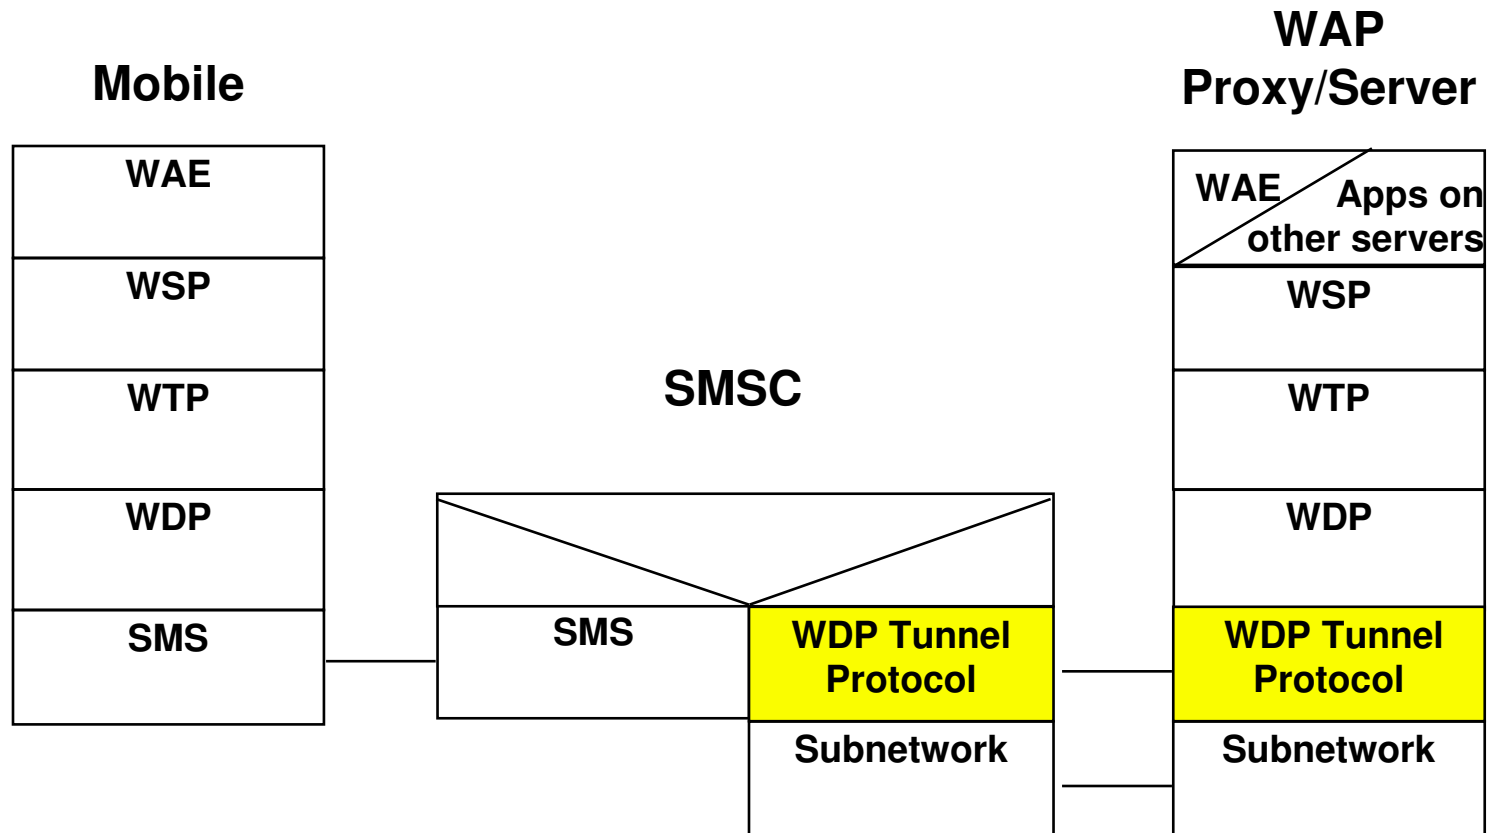 Mobile
WAE
WSP
WTP
WDP
SMS
SMSC
SMS
WDP Tunnel
Protocol
Subnetwork
WAP
Proxy/Server
WAE
Apps on
other servers
WSP
WTP
WDP
WDP Tunnel
Protocol
Subnetwork